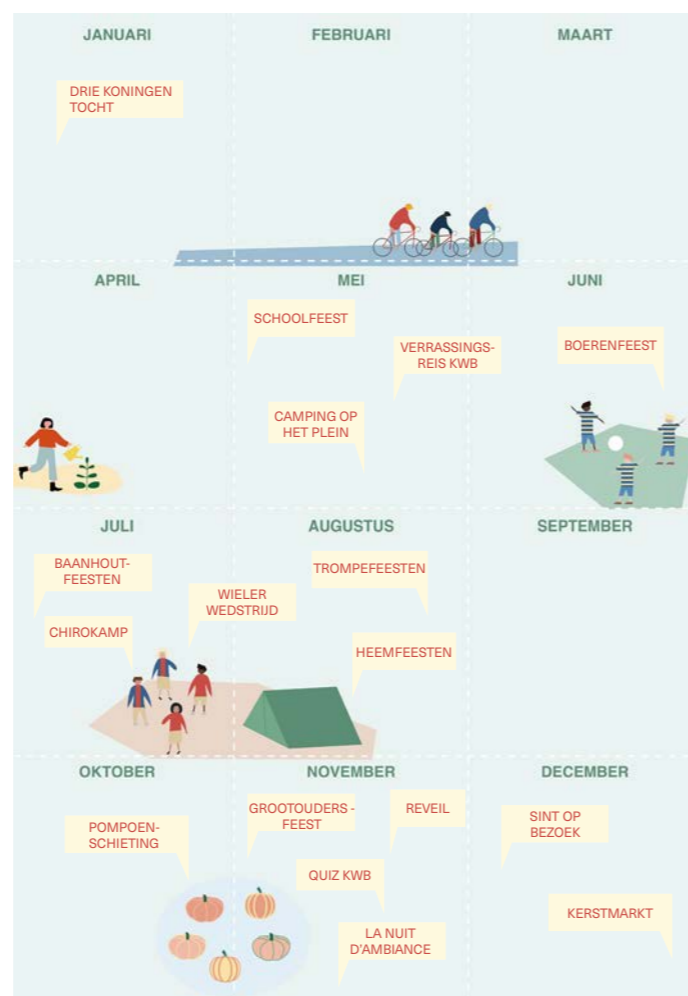 JANUARI
FEBRUARI
MAART
DRIE KONINGEN
TOCHT
APRIL
MEI
JUNI
SCHOOLFEEST
VERRASSINGS-
REIS KWB
BOERENFEEST
CAMPING OP
HET PLEIN
JULI
AUGUSTUS
SEPTEMBER
BAANHOUT-
FEESTEN
TROMPEFEESTEN
WIELER
WEDSTRIJD
CHIROKAMP
HEEMFEESTEN
OKTOBER
NOVEMBER
DECEMBER
POMPOEN-
SCHIETING
GROOTOUDERS -
FEEST
REVEIL
SINT OP
BEZOEK
QUIZ KWB
KERSTMARKT
LA NUIT
D'AMBIANCE